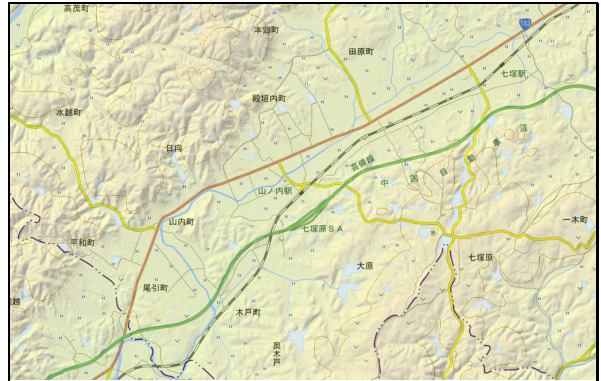 高茂町
本郷町
183
田原町
七塚駅
殿垣内町
水越町
中国自動車道
芸備線
日向
山ノ内駅
一木町
山内町
七塚原SA
平和町
七塚原
大原
尾引町
木戸町
奥木戸